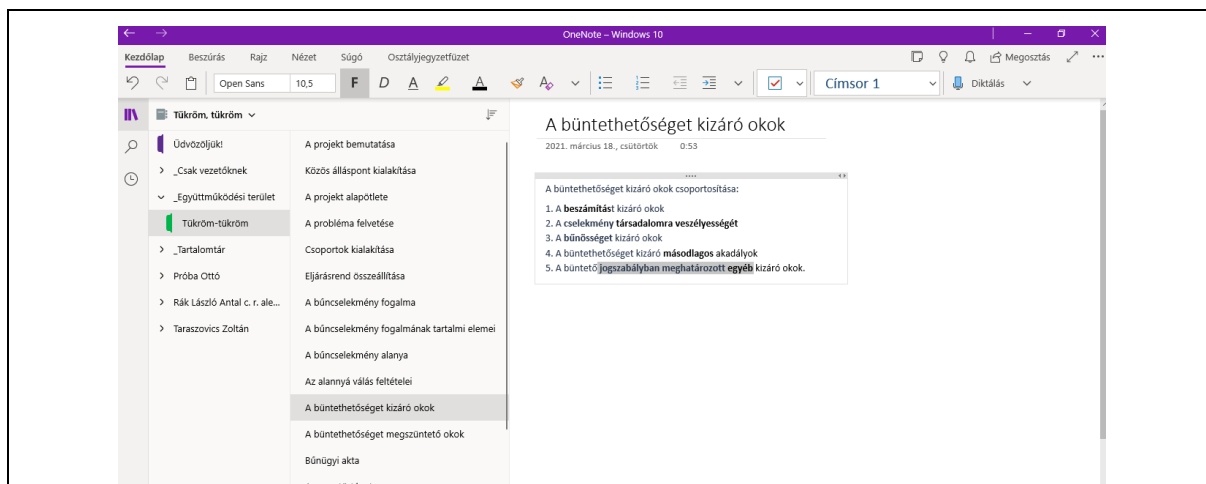 OneNote – Windows 10
Kezdőlap Beszúrás Rajz Nézet Súgó Osztályjegyzetfüzet Megosztás
Open Sans 10,5 F D A A Címsor 1 Diktálás
Tükröm, tükröm
Üdvözöljük!
_Csak vezetőknek
_Együttműködési terület
Tükröm-tükröm
_Tartalomtár
Próba Ottó
Rák László Antal c. r. ale...
Taraszovics Zoltán
A projekt bemutatása
Közös álláspont kialakítása
A projekt alapötlete
A probléma felvetése
Csoportok kialakítása
Eljárásrend összeállítása
A bűncselekmény fogalma
A bűncselekmény fogalmának tartalmi elemei
A bűncselekmény alanya
Az alannyá válás feltételei
A büntethetőséget kizáró okok
A büntethetőséget megszüntető okok
Bűnügyi akta
A büntethetőséget kizáró okok
2021. március 18., csütörtök 0:53
A büntethetőséget kizáró okok csoportosítása:
1. A beszámítást kizáró okok
2. A cselekmény társadalomra veszélyességét
3. A bűnösséget kizáró okok
4. A büntethetőséget kizáró másodlagos akadályok
5. A büntető jogszabályban meghatározott egyéb kizáró okok.